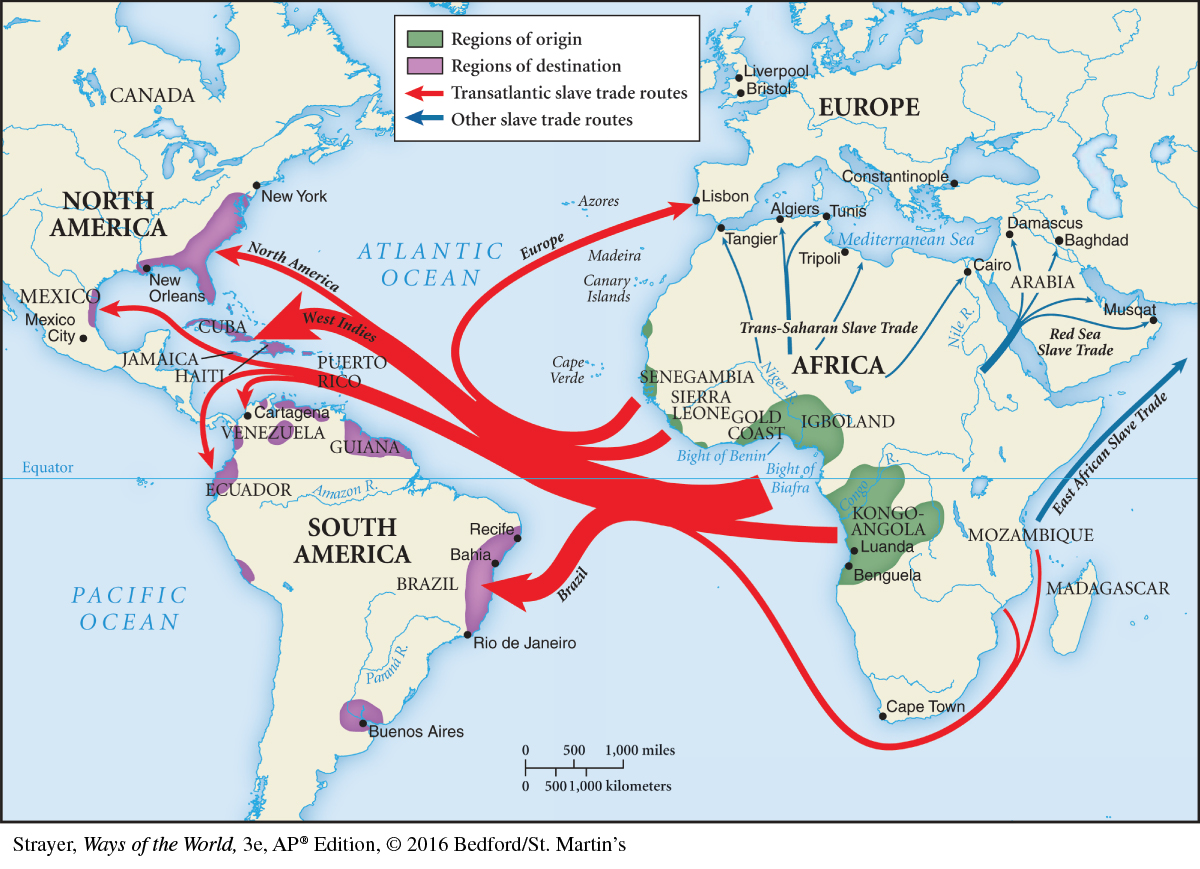 Regions of origin
Regions of destination
Transatlantic slave trade routes
Other slave trade routes
CANADA
NORTH
AMERICA
New York
New
Orleans
MEXICO
Mexico
City
CUBA
JAMAICA
HAITI
PUERTO
RICO
Cartagena
VENEZUELA
GUIANA
Equator
ECUADOR
Amazon R.
SOUTH
AMERICA
Recife
Bahia
BRAZIL
Rio de Janeiro
Paraná R.
Buenos Aires
PACIFIC
OCEAN
ATLANTIC
OCEAN
North America
West Indies
Europe
Brazil
Azores
Madeira
Canary
Islands
Cape
Verde
Liverpool
Bristol
EUROPE
Lisbon
Constantinople
Algiers
Tunis
Tangier
Tripoli
Mediterranean Sea
Damascus
Baghdad
Cairo
ARABIA
Musqat
Nile R.
Red Sea
Slave Trade
Trans-Saharan Slave Trade
AFRICA
Niger R.
SENEGAMBIA
SIERRA
LEONE
GOLD
COAST
IGBOLAND
Bight of Benin
Bight of
Biafra
Congo R.
KONGO-
ANGOLA
Luanda
Benguela
MOZAMBIQUE
MADAGASCAR
East African Slave Trade
Cape Town
0 500 1,000 miles
0 500 1,000 kilometers
Strayer, Ways of the World, 3e, AP® Edition, © 2016 Bedford/St. Martin’s